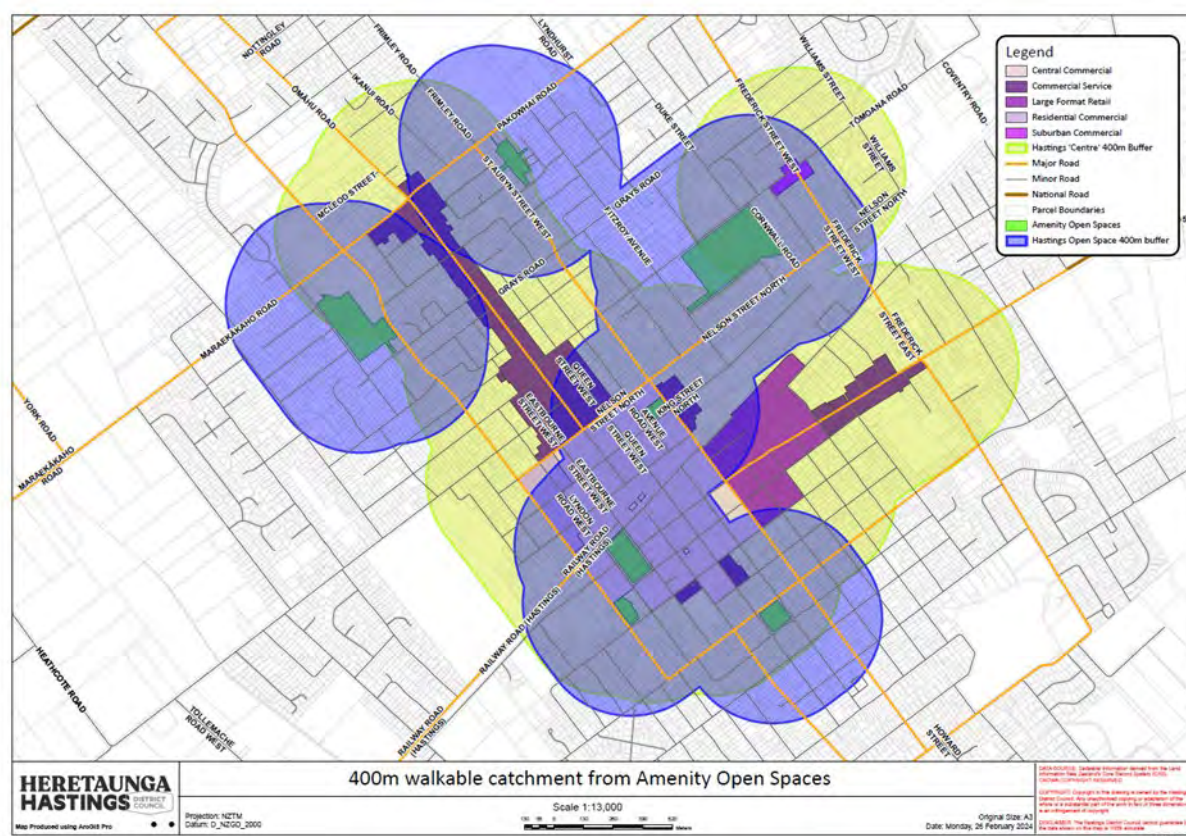 NOTTINGLEY
ROAD
FRIMLEY ROAD
LYNDHURST
ROAD
WILLIAMS STREET
COVENTRY ROAD
OMĀHU ROAD
IKANUI ROAD
FRIMLEY ROAD
PAKOWHAI ROAD
DUKE STREET
FREDERICK STREET WEST
TŌMOANA ROAD
WILLIAMS
STREET
MCLEOD STREET
ST AUBYN STREET WEST
GRAYS ROAD
FITZROY AVENUE
CORNWALL ROAD
NELSON
STREET NORTH
FREDERICK
STREET WEST
GRAYS ROAD
NELSON STREET NORTH
MARAEKĀKAHO ROAD
FREDERICK
STREET EAST
QUEEN
STREET WEST
NELSON
STREET NORTH
KING STREET
NORTH
AVENUE
ROAD WEST
EASTBOURNE
STREET WEST
QUEEN
STREET WEST
YORK ROAD
MARAEKĀKAHO
ROAD
EASTBOURNE
STREET WEST
LYNDON
ROAD WEST
RAILWAY ROAD
(HASTINGS)
RAILWAY ROAD (HASTINGS)
HEATHCOTE ROAD
TOLLEMACHE
ROAD WEST
RAILWAY ROAD
(HASTINGS)
HOWARD
STREET
Legend
Central Commercial
Commercial Service
Large Format Retail
Residential Commercial
Suburban Commercial
Hastings 'Centre' 400m Buffer
Major Road
Minor Road
National Road
Parcel Boundaries
Amenity Open Spaces
Hastings Open Space 400m buffer
HERETAUNGA
HASTINGS DISTRICT
COUNCIL
Map Produced using ArcGIS Pro
Projection: NZTM
Datum: D_NZGD_2000
400m walkable catchment from Amenity Open Spaces
Scale 1:13,000
Meters
Original Size: A3
Date: Monday, 26 February 2024